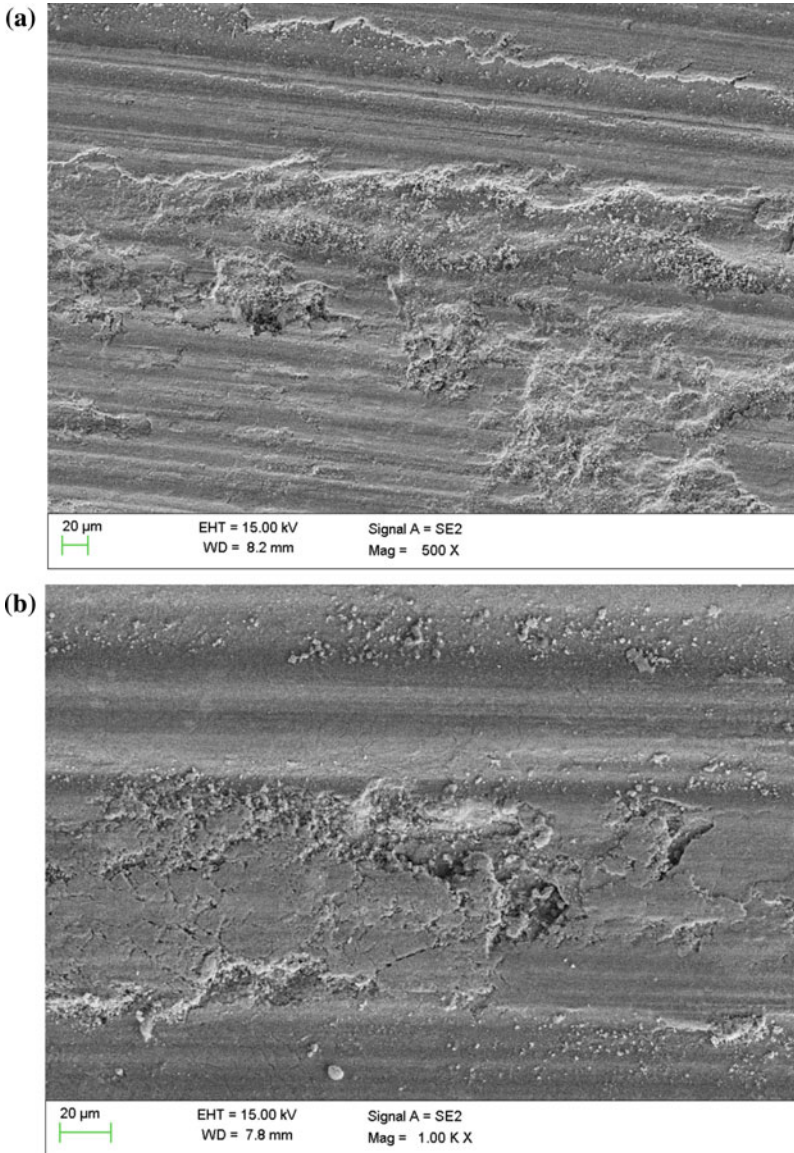 (a)
20 µm EHT = 15.00 kV Signal A = SE2
WD = 8.2 mm Mag = 500 X
(b)
20 µm EHT = 15.00 kV Signal A = SE2
WD = 7.8 mm Mag = 1.00 K X